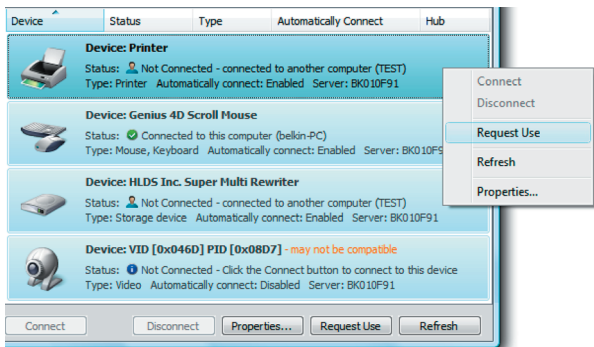 Device Status Type Automatically Connect Hub
Device: Printer
Status: Not Connected - connected to another computer (TEST)
Type: Printer Automatically connect: Enabled Server: BK010F91
Connect
Disconnect
Request Use
Refresh
Properties...
Device: Genius 4D Scroll Mouse
Status: Connected to this computer (belkin-PC)
Type: Mouse, Keyboard Automatically connect: Enabled Server: BK010F9
Device: HLDS Inc. Super Multi Rewriter
Status: Not Connected - connected to another computer (TEST)
Type: Storage device Automatically connect: Enabled Server: BK010F91
Device: VID [0x046D] PID [0x08D7] - may not be compatible
Status: Not Connected - Click the Connect button to connect to this device
Type: Video Automatically connect: Disabled Server: BK010F91
Connect Disconnect Properties... Request Use Refresh